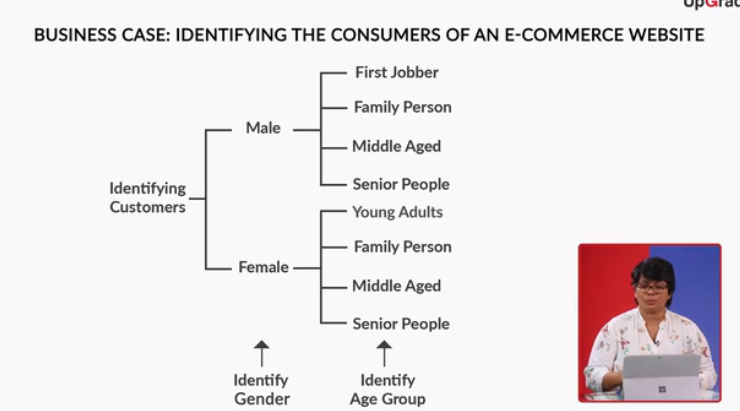 UpGrad
BUSINESS CASE: IDENTIFYING THE CONSUMERS OF AN E-COMMERCE WEBSITE
First Jobber
Family Person
Male
Middle Aged
Senior People
Identifying
Customers
Young Adults
Family Person
Female
Middle Aged
Senior People
Identify
Gender
Identify
Age Group